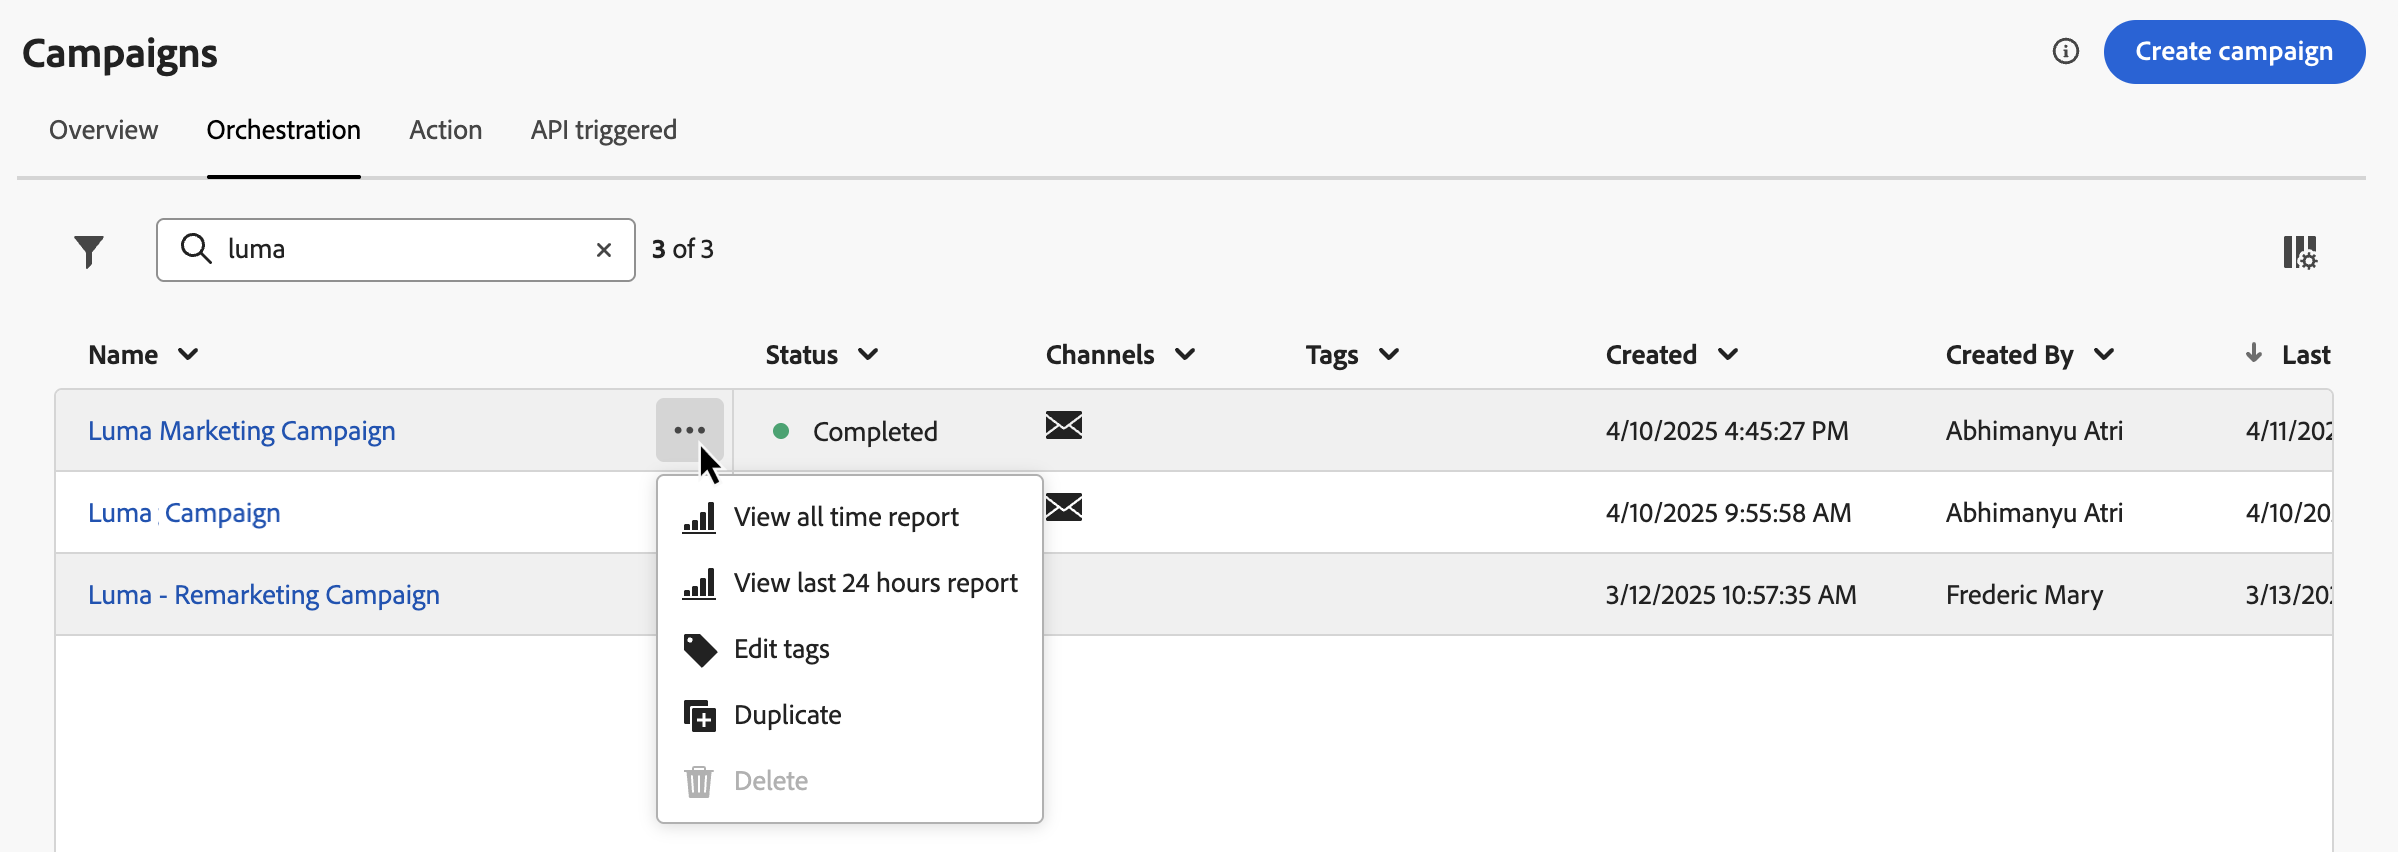 Campaigns
Create campaign
Overview Orchestration Action API triggered
luma
3 of 3
Name Status Channels Tags Created Created By Last
Luma Marketing Campaign Completed 4/10/2025 4:45:27 PM Abhimanyu Atri 4/11/202
Luma Campaign 4/10/2025 9:55:58 AM Abhimanyu Atri 4/10/20
Luma - Remarketing Campaign 3/12/2025 10:57:35 AM Frederic Mary 3/13/20
View all time report
View last 24 hours report
Edit tags
Duplicate
Delete